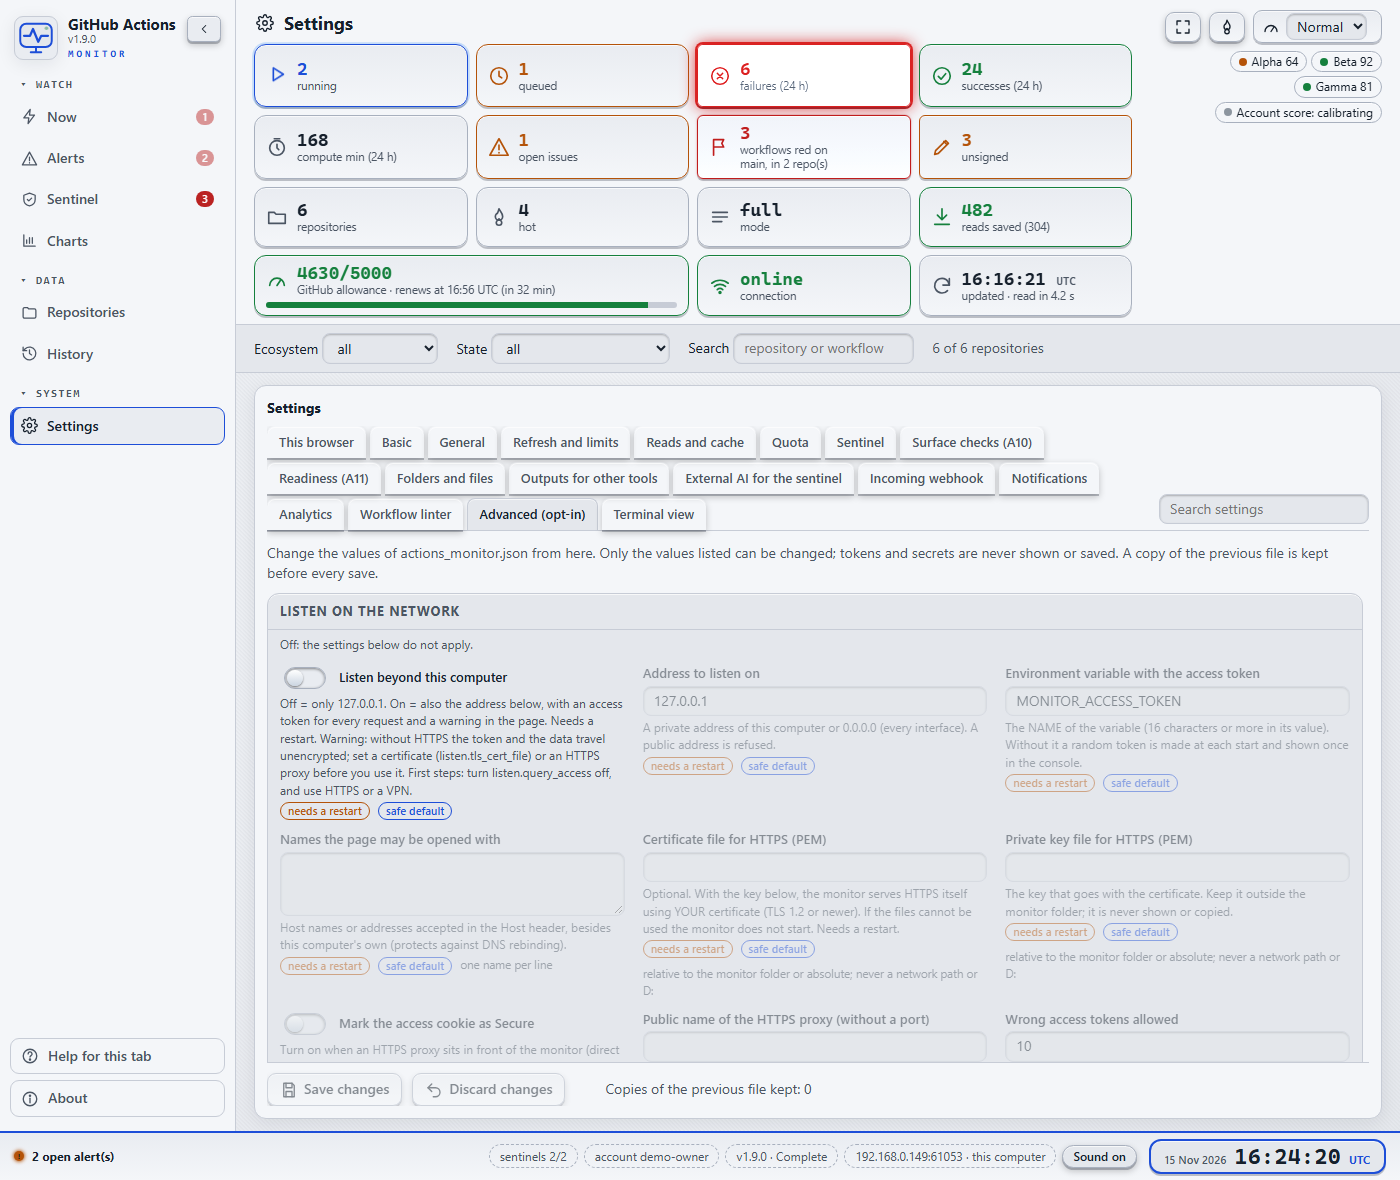 GitHub Actions
v1.9.0
MONITOR
WATCH
Now 1
Alerts 2
Sentinel 3
Charts
DATA
Repositories
History
SYSTEM
Settings
Help for this tab
About
Settings
Normal
Alpha 64
Beta 92
Gamma 81
Account score: calibrating
2
running
1
queued
6
failures (24 h)
24
successes (24 h)
168
compute min (24 h)
1
open issues
3
workflows red on
main, in 2 repo(s)
3
unsigned
6
repositories
4
hot
full
mode
482
reads saved (304)
4630/5000
GitHub allowance · renews at 16:56 UTC (in 32 min)
online
connection
16:16:21 UTC
updated · read in 4.2 s
Ecosystem all State all Search repository or workflow 6 of 6 repositories
Settings
This browser Basic General Refresh and limits Reads and cache Quota Sentinel Surface checks (A10)
Readiness (A11) Folders and files Outputs for other tools External AI for the sentinel Incoming webhook Notifications
Analytics Workflow linter Advanced (opt-in) Terminal view Search settings
Change the values of actions_monitor.json from here. Only the values listed can be changed; tokens and secrets are never shown or saved. A copy of the previous file is kept
before every save.
LISTEN ON THE NETWORK
Off: the settings below do not apply.
Listen beyond this computer
Off = only 127.0.0.1. On = also the address below, with an access
token for every request and a warning in the page. Needs a
restart. Warning: without HTTPS the token and the data travel
unencrypted; set a certificate (listen.tls_cert_file) or an HTTPS
proxy before you use it. First steps: turn listen.query_access off,
and use HTTPS or a VPN.
needs a restart safe default
Address to listen on
127.0.0.1
A private address of this computer or 0.0.0.0 (every interface). A
public address is refused.
needs a restart safe default
Environment variable with the access token
MONITOR_ACCESS_TOKEN
The NAME of the variable (16 characters or more in its value).
Without it a random token is made at each start and shown once
in the console.
needs a restart safe default
Names the page may be opened with
Host names or addresses accepted in the Host header, besides
this computer's own (protects against DNS rebinding).
needs a restart safe default one name per line
Certificate file for HTTPS (PEM)
Optional. With the key below, the monitor serves HTTPS itself
using YOUR certificate (TLS 1.2 or newer). If the files cannot be
used the monitor does not start. Needs a restart.
needs a restart safe default
relative to the monitor folder or absolute; never a network path or
D:
Private key file for HTTPS (PEM)
The key that goes with the certificate. Keep it outside the
monitor folder; it is never shown or copied.
needs a restart safe default
relative to the monitor folder or absolute; never a network path or
D:
Mark the access cookie as Secure
Turn on when an HTTPS proxy sits in front of the monitor (direct
Public name of the HTTPS proxy (without a port)
Wrong access tokens allowed
10
Save changes Discard changes Copies of the previous file kept: 0
2 open alert(s) sentinels 2/2 account demo-owner v1.9.0 · Complete 192.168.0.149:61053 · this computer Sound on 15 Nov 2026 16:24:20 UTC